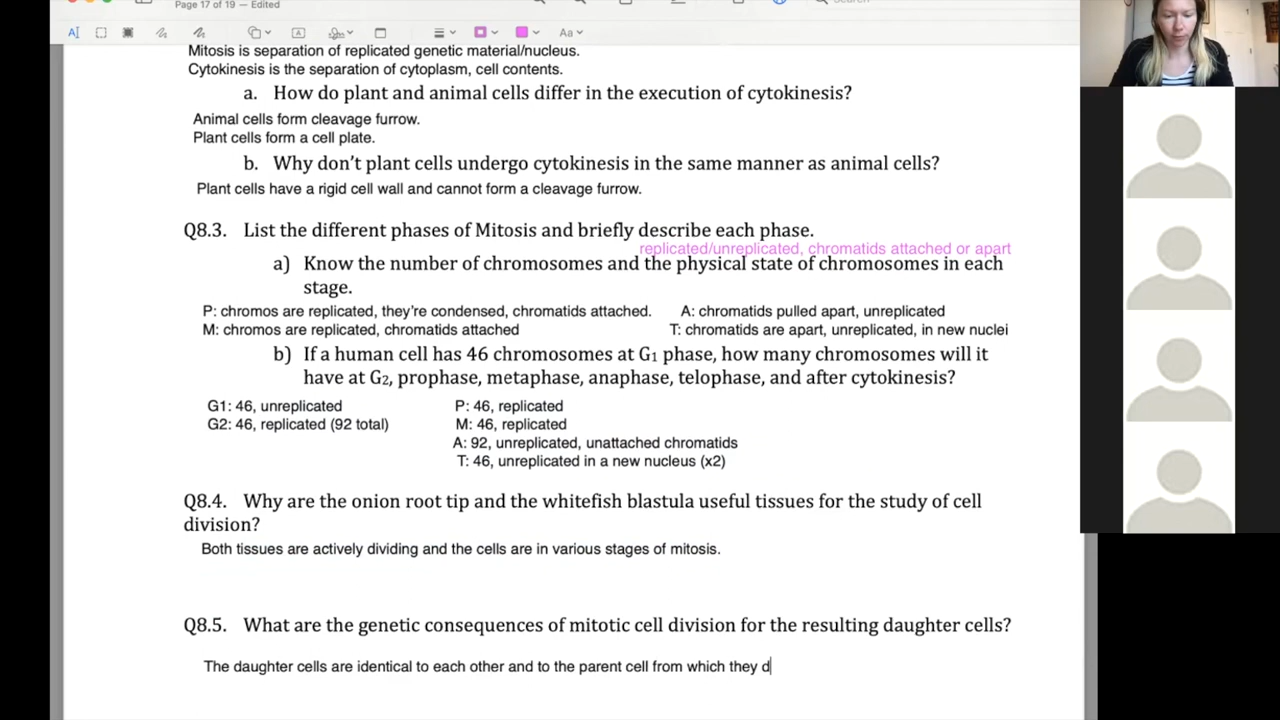 Page 17 of 19 — Edited
Search
Aa
Mitosis is separation of replicated genetic material/nucleus.
Cytokinesis is the separation of cytoplasm, cell contents.
a. How do plant and animal cells differ in the execution of cytokinesis?
Animal cells form cleavage furrow.
Plant cells form a cell plate.
b. Why don’t plant cells undergo cytokinesis in the same manner as animal cells?
Plant cells have a rigid cell wall and cannot form a cleavage furrow.
Q8.3. List the different phases of Mitosis and briefly describe each phase.
replicated/unreplicated, chromatids attached or apart
a) Know the number of chromosomes and the physical state of chromosomes in each
stage.
P: chromos are replicated, they're condensed, chromatids attached. A: chromatids pulled apart, unreplicated
M: chromos are replicated, chromatids attached T: chromatids are apart, unreplicated, in new nuclei
b) If a human cell has 46 chromosomes at G1 phase, how many chromosomes will it
have at G2, prophase, metaphase, anaphase, telophase, and after cytokinesis?
G1: 46, unreplicated P: 46, replicated
G2: 46, replicated (92 total) M: 46, replicated
A: 92, unreplicated, unattached chromatids
T: 46, unreplicated in a new nucleus (x2)
Q8.4. Why are the onion root tip and the whitefish blastula useful tissues for the study of cell
division?
Both tissues are actively dividing and the cells are in various stages of mitosis.
Q8.5. What are the genetic consequences of mitotic cell division for the resulting daughter cells?
The daughter cells are identical to each other and to the parent cell from which they d